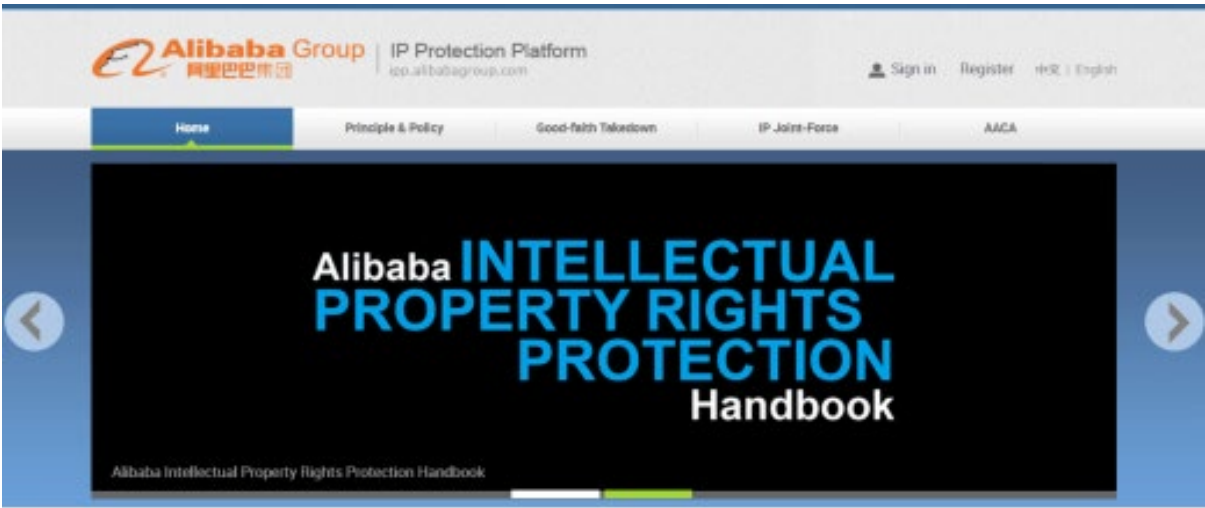 Alibaba Group
阿里巴巴集团
IP Protection Platform
ipp.alibabagroup.com
Sign in Register 中文 | English
Home Principle & Policy Good-faith Takedown IP Joint-Force AACA
Alibaba INTELLECTUAL
PROPERTY RIGHTS
PROTECTION
Handbook
Alibaba Intellectual Property Rights Protection Handbook